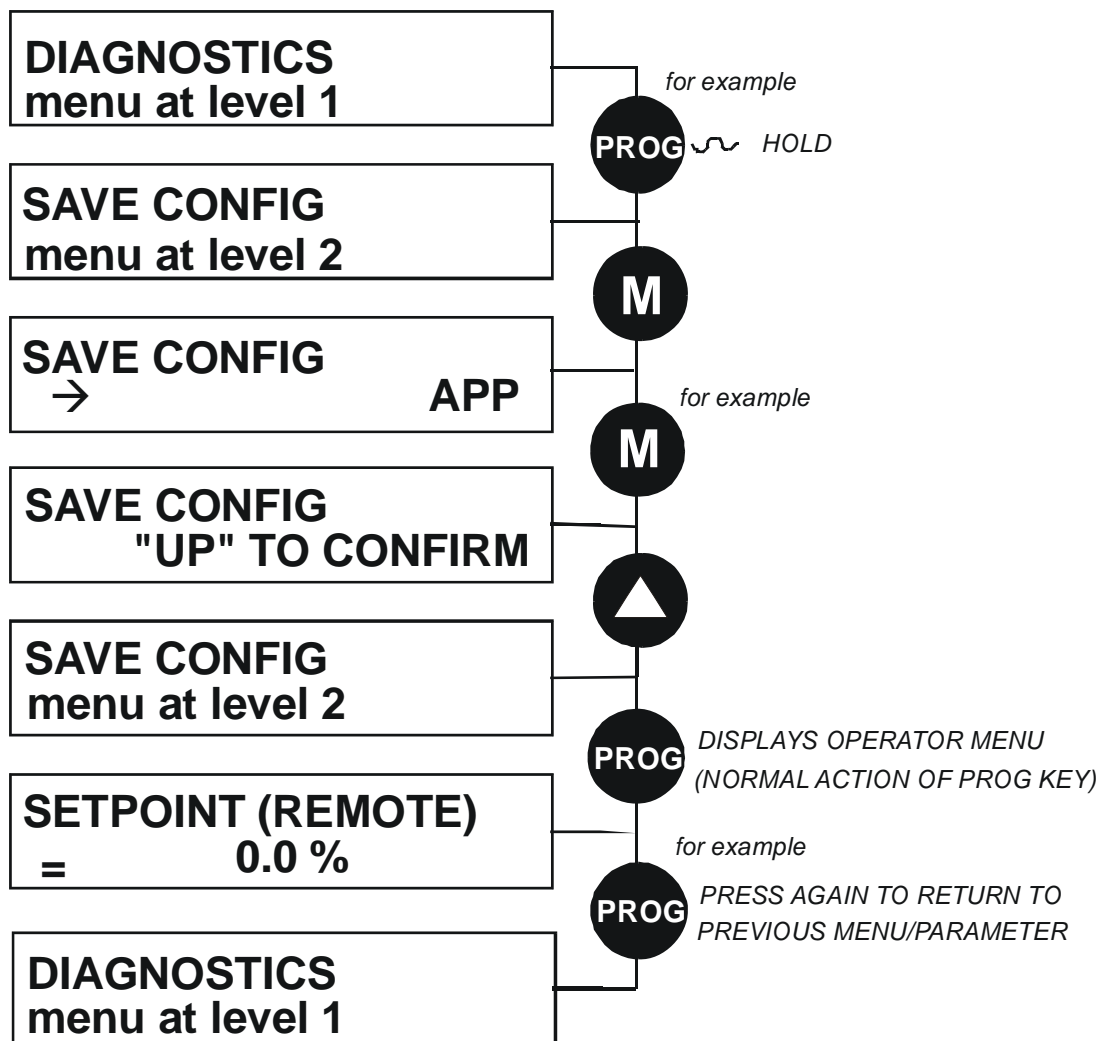 DIAGNOSTICS
menu at level 1
for example
PROG
HOLD
SAVE CONFIG
menu at level 2
M
SAVE CONFIG
→ APP
for example
M
SAVE CONFIG
"UP" TO CONFIRM
SAVE CONFIG
menu at level 2
PROG
DISPLAYS OPERATOR MENU
(NORMAL ACTION OF PROG KEY)
SETPOINT (REMOTE)
= 0.0 %
for example
PROG
PRESS AGAIN TO RETURN TO
PREVIOUS MENU/PARAMETER
DIAGNOSTICS
menu at level 1